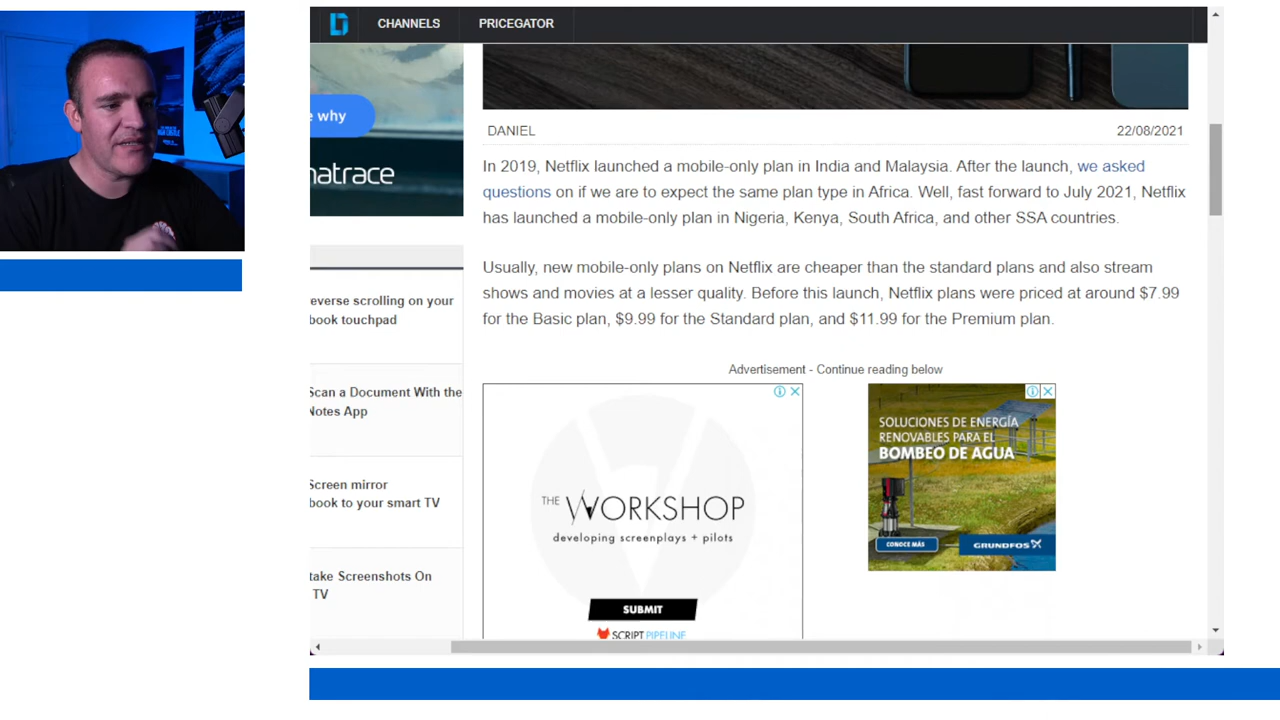 CHANNELS
PRICEGATOR
e why
natrace
DANIEL
22/08/2021
In 2019, Netflix launched a mobile-only plan in India and Malaysia. After the launch, we asked
questions on if we are to expect the same plan type in Africa. Well, fast forward to July 2021, Netflix
has launched a mobile-only plan in Nigeria, Kenya, South Africa, and other SSA countries.
Usually, new mobile-only plans on Netflix are cheaper than the standard plans and also stream
shows and movies at a lesser quality. Before this launch, Netflix plans were priced at around $7.99
for the Basic plan, $9.99 for the Standard plan, and $11.99 for the Premium plan.
everse scrolling on your
book touchpad
Scan a Document With the
Notes App
Screen mirror
book to your smart TV
take Screenshots On
TV
Advertisement - Continue reading below
THE WORKSHOP
developing screenplays + pilots
SUBMIT
SCRIPT PIPELINE
SOLUCIONES DE ENERGÍA
RENOVABLES PARA EL
BOMBEO DE AGUA
CONOCE MÁS
GRUNDFOS